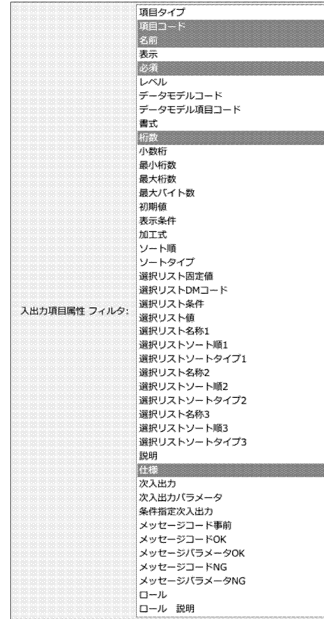 入出力項目属性 フィルタ:
項目タイプ
項目コード
名前
表示
必須
レベル
データモデルコード
データモデル項目コード
書式
桁数
小数桁
最小桁数
最大桁数
最大バイト数
初期値
表示条件
加工式
ソート順
ソートタイプ
選択リスト固定値
選択リストDMコード
選択リスト条件
選択リスト値
選択リスト名称1
選択リストソート順1
選択リストソートタイプ1
選択リスト名称2
選択リストソート順2
選択リストソートタイプ2
選択リスト名称3
選択リストソート順3
選択リストソートタイプ3
説明
仕様
次入出力
次入出力パラメータ
条件指定次入出力
メッセージコード事前
メッセージコードOK
メッセージパラメータOK
メッセージコードNG
メッセージパラメータNG
ロール
ロール 説明